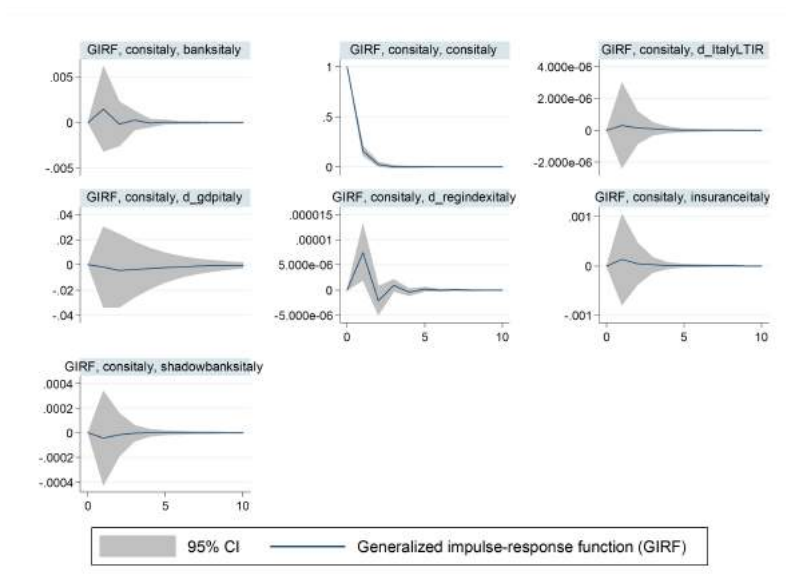 GIRF, consitaly, banksitaly
.005
0
-.005
GIRF, consitaly, consitaly
1
.5
0
GIRF, consitaly, d_ItalyLTIR
4.000e-06
2.000e-06
0
-2.000e-06
GIRF, consitaly, d_gdpitaly
.04
.02
0
-.02
-.04
GIRF, consitaly, d_regindexitaly
.000015
.00001
5.000e-06
0
-5.000e-06
0 5 10
GIRF, consitaly, insuranceitaly
.001
0
-.001
0 5 10
GIRF, consitaly, shadowbanksitaly
.0004
.0002
0
-.0002
-.0004
0 5 10
95% CI Generalized impulse-response function (GIRF)